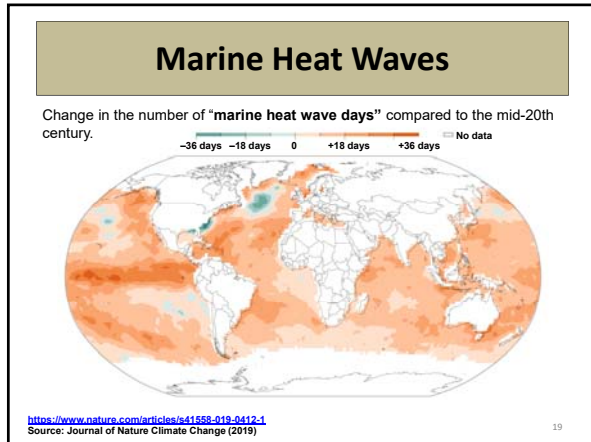 Marine Heat Waves
Change in the number of “marine heat wave days” compared to the mid-20th
century.
–36 days –18 days 0 +18 days +36 days No data
https://www.nature.com/articles/s41558-019-0412-1
Source: Journal of Nature Climate Change (2019)
19